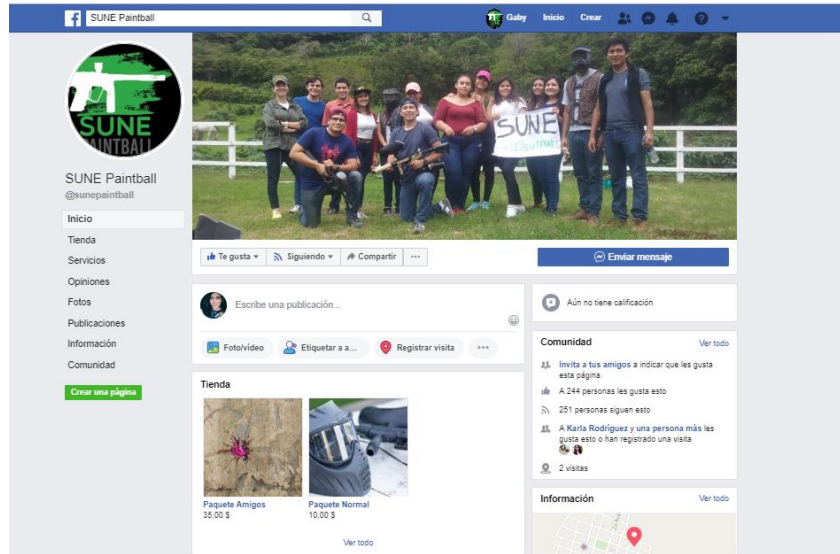 SUNE Paintball
Gaby
Inicio
Crear
SUNE
PAINTBALL
SUNE
SUNE Paintball
@sunepaintball
Inicio
Tienda
Servicios
Opiniones
Fotos
Publicaciones
Información
Comunidad
Crear una página
Te gusta
Siguiendo
Compartir
Enviar mensaje
Escribe una publicación...
Foto/video
Etiquetar a a...
Registrar visita
Tienda
Paquete Amigos
35,00 $
Paquete Normal
10,00 $
Ver todo
Aún no tiene calificación
Comunidad
Ver todo
Invita a tus amigos a indicar que les gusta
esta página
A 244 personas les gusta esto
251 personas siguen esto
A Karla Rodríguez y una persona más les
gusta esto o han registrado una visita
2 visitas
Información
Ver todo